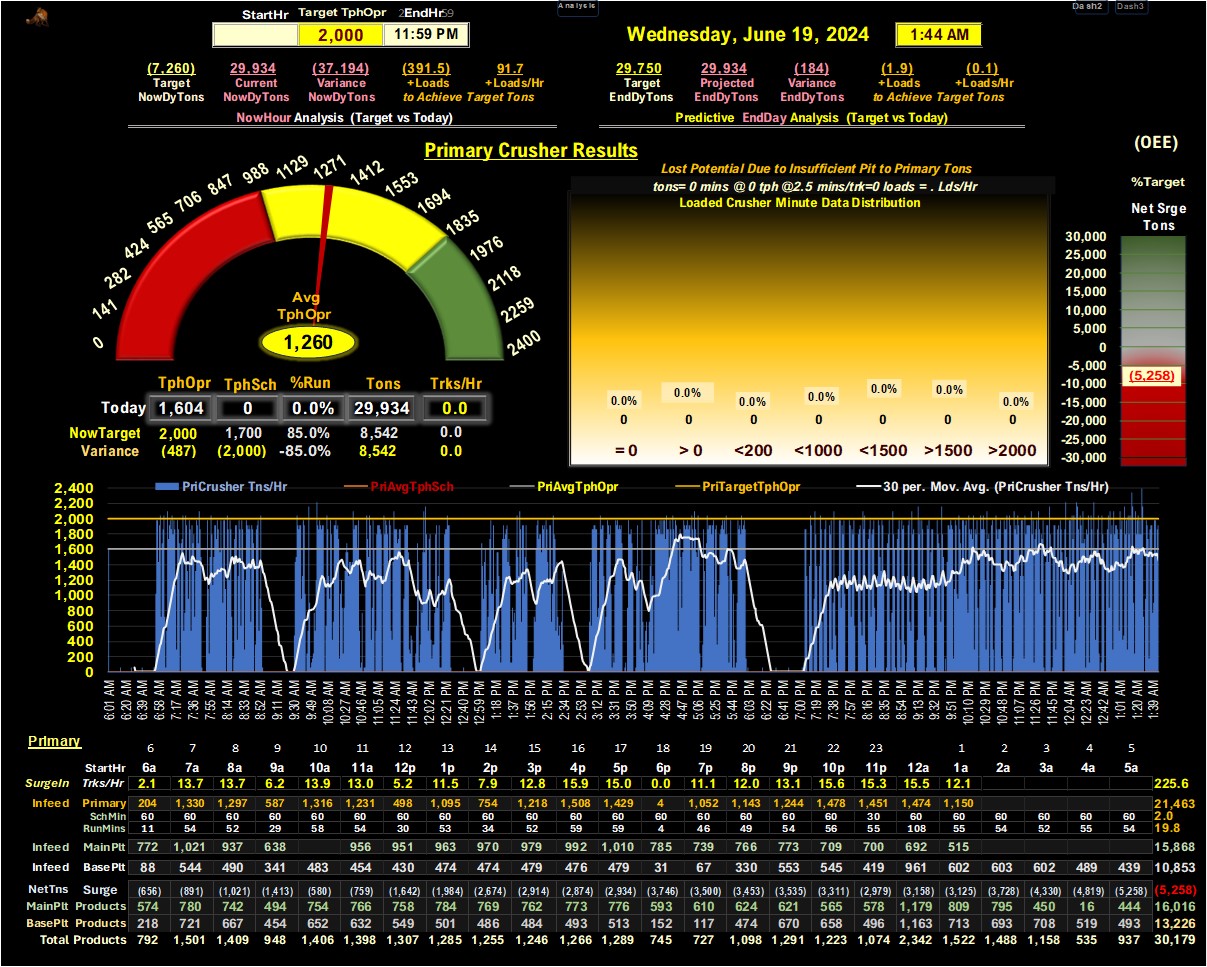 Analysis
Dash2 Dash3
StartHr Target TphOpr EndHr
2,000 11:59 PM
Wednesday, June 19, 2024 1:44 AM
(7,260) 29,934 (37,194) (391.5) 91.7
Target Current Variance +Loads +Loads/Hr
NowDyTons NowDyTons NowDyTons to Achieve Target Tons
NowHour Analysis (Target vs Today)
29,750 29,934 (184) (1.9) (0.1)
Target Projected Variance +Loads +Loads/Hr
EndDyTons EndDyTons EndDyTons to Achieve Target Tons
Predictive EndDay Analysis (Target vs Today)
Primary Crusher Results
0 141 282 424 565 706 847 988 1129 1271 1412 1553 1694 1835 1976 2118 2259 2400
Avg
TphOpr
1,260
TphOpr TphSch %Run Tons Trks/Hr
Today 1,604 0 0.0% 29,934 0.0
NowTarget 2,000 1,700 85.0% 8,542 0.0
Variance (487) (2,000) -85.0% 8,542 0.0
Lost Potential Due to Insufficient Pit to Primary Tons
tons= 0 mins @ 0 tph @2.5 mins/trk=0 loads = . Lds/Hr
Loaded Crusher Minute Data Distribution
0.0% 0.0% 0.0% 0.0% 0.0% 0.0% 0.0%
0 0 0 0 0 0 0
= 0 > 0 <200 <1000 <1500 >1500 >2000
(OEE)
%Target
Net Srge
Tons
30,000
25,000
20,000
15,000
10,000
5,000
0
-5,000
(5,258)
-10,000
-15,000
-20,000
-25,000
-30,000
PriCrusher Tns/Hr PriAvgTphSch PriAvgTphOpr PriTargetTphOpr 30 per. Mov. Avg. (PriCrusher Tns/Hr)
2,400
2,200
2,000
1,800
1,600
1,400
1,200
1,000
800
600
400
200
0
6:01 AM 6:20 AM 6:39 AM 6:58 AM 7:17 AM 7:36 AM 7:55 AM 8:14 AM 8:33 AM 8:52 AM 9:11 AM 9:30 AM 9:49 AM 10:08 AM 10:27 AM 10:46 AM 11:05 AM 11:24 AM 11:43 AM 12:02 PM 12:21 PM 12:40 PM 12:59 PM 1:18 PM 1:37 PM 1:56 PM 2:15 PM 2:34 PM 2:53 PM 3:12 PM 3:31 PM 3:50 PM 4:09 PM 4:28 PM 4:47 PM 5:06 PM 5:25 PM 5:44 PM 6:03 PM 6:22 PM 6:41 PM 7:00 PM 7:19 PM 7:38 PM 7:57 PM 8:16 PM 8:35 PM 8:54 PM 9:13 PM 9:32 PM 9:51 PM 10:10 PM 10:29 PM 10:48 PM 11:07 PM 11:26 PM 11:45 PM 12:04 AM 12:23 AM 12:42 AM 1:01 AM 1:20 AM 1:39 AM
Primary
6 7 8 9 10 11 12 13 14 15 16 17 18 19 20 21 22 23 1 2 3 4 5
StartHr 6a 7a 8a 9a 10a 11a 12p 1p 2p 3p 4p 5p 6p 7p 8p 9p 10p 11p 12a 1a 2a 3a 4a 5a
SurgeIn Trks/Hr 2.1 13.7 13.7 6.2 13.9 13.0 5.2 11.5 7.9 12.8 15.9 15.0 0.0 11.1 12.0 13.1 15.6 15.3 15.5 12.1 225.6
Infeed Primary 204 1,330 1,297 587 1,316 1,231 498 1,095 754 1,218 1,508 1,429 4 1,052 1,143 1,244 1,478 1,451 1,474 1,150 21,463
SchMin 60 60 60 60 60 60 60 60 60 60 60 60 60 60 60 60 60 30 60 60 60 60 60 60 2.0
RunMins 11 54 52 29 58 54 30 53 34 52 59 59 4 46 49 54 56 55 108 55 54 52 55 54 19.8
Infeed MainPlt 772 1,021 937 638 956 951 963 970 979 992 1,010 785 739 766 773 709 700 692 515 15,868
Infeed BasePlt 88 544 490 341 483 454 430 474 474 479 476 479 31 67 330 553 545 419 961 602 603 602 489 439 10,853
NetTns Surge (656) (891) (1,021) (1,413) (580) (759) (1,642) (1,984) (2,674) (2,914) (2,874) (2,934) (3,746) (3,500) (3,453) (3,535) (3,311) (2,979) (3,158) (3,125) (3,728) (4,330) (4,819) (5,258) (5,258)
MainPlt Products 574 780 742 494 754 766 758 784 769 762 773 776 593 610 624 621 565 578 1,179 809 795 450 16 444 16,016
BasePlt Products 218 721 667 454 652 632 549 501 486 484 493 513 152 117 474 670 658 496 1,163 713 693 708 519 493 13,226
Total Products 792 1,501 1,409 948 1,406 1,398 1,307 1,285 1,255 1,246 1,266 1,289 745 727 1,098 1,291 1,223 1,074 2,342 1,522 1,488 1,158 535 937 30,179